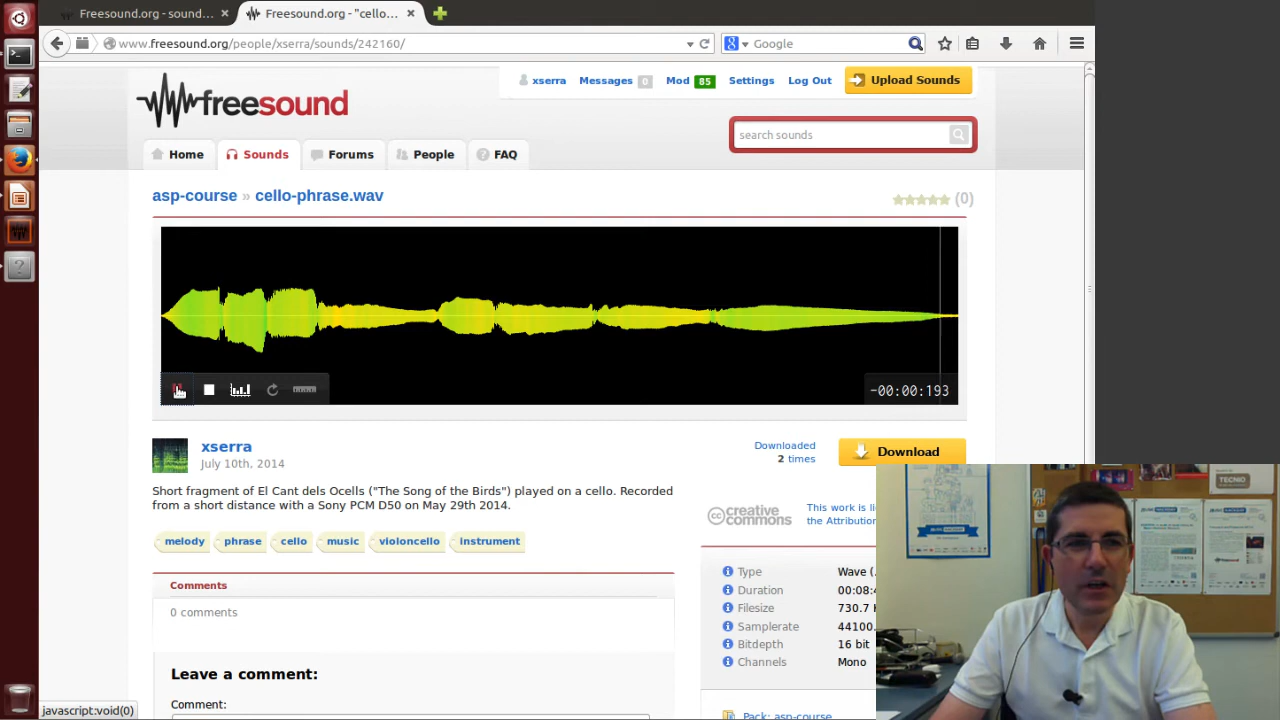 Freesound.org - sound...
Freesound.org - "cello...
www.freesound.org/people/xserra/sounds/242160/
Google
freesound
xserra
Messages 0
Mod 85
Settings
Log Out
Upload Sounds
search sounds
Home
Sounds
Forums
People
FAQ
asp-course » cello-phrase.wav
(0)
-00:00:193
xserra
July 10th, 2014
Downloaded
2 times
Download
Short fragment of El Cant dels Ocells ("The Song of the Birds") played on a cello. Recorded
from a short distance with a Sony PCM D50 on May 29th 2014.
cc creative
commons
This work is li
the Attribution
melody
phrase
cello
music
violoncello
instrument
Comments
0 comments
Type Wave (.
Duration 00:08:4
Filesize 730.7 K
Samplerate 44100.
Bitdepth 16 bit
Channels Mono
Leave a comment:
Comment:
Pack: asp-course
javascript:void(0)
TECNIO